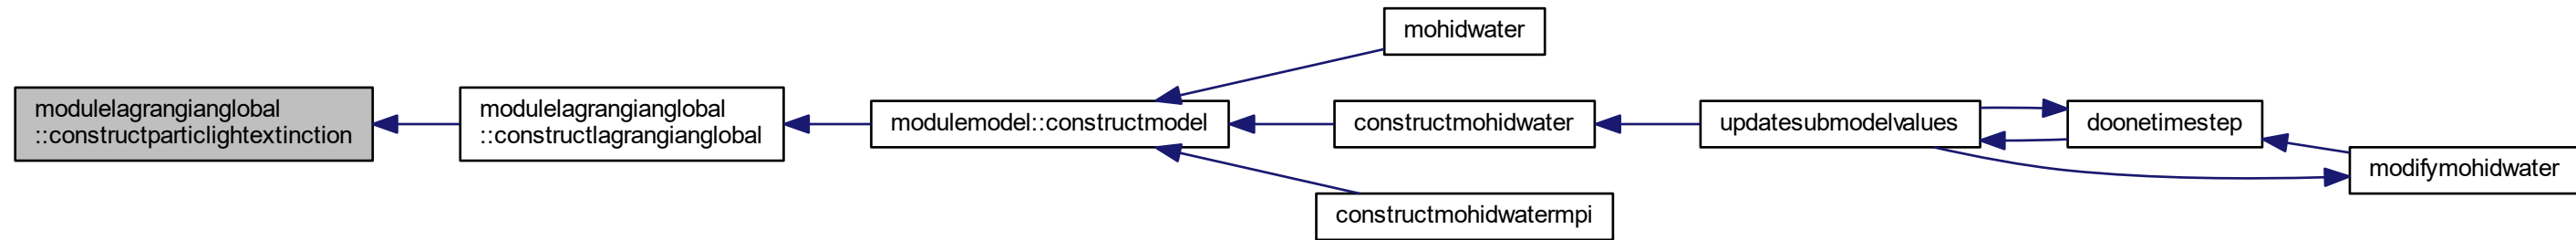 mohidwater
modulelagrangianglobal
::constructparticlightextinction
modulelagrangianglobal
::constructlagrangianglobal
modulemodel::constructmodel
constructmohidwater
updatesubmodelvalues
doonetimestep
modifymohidwater
constructmohidwatermpi